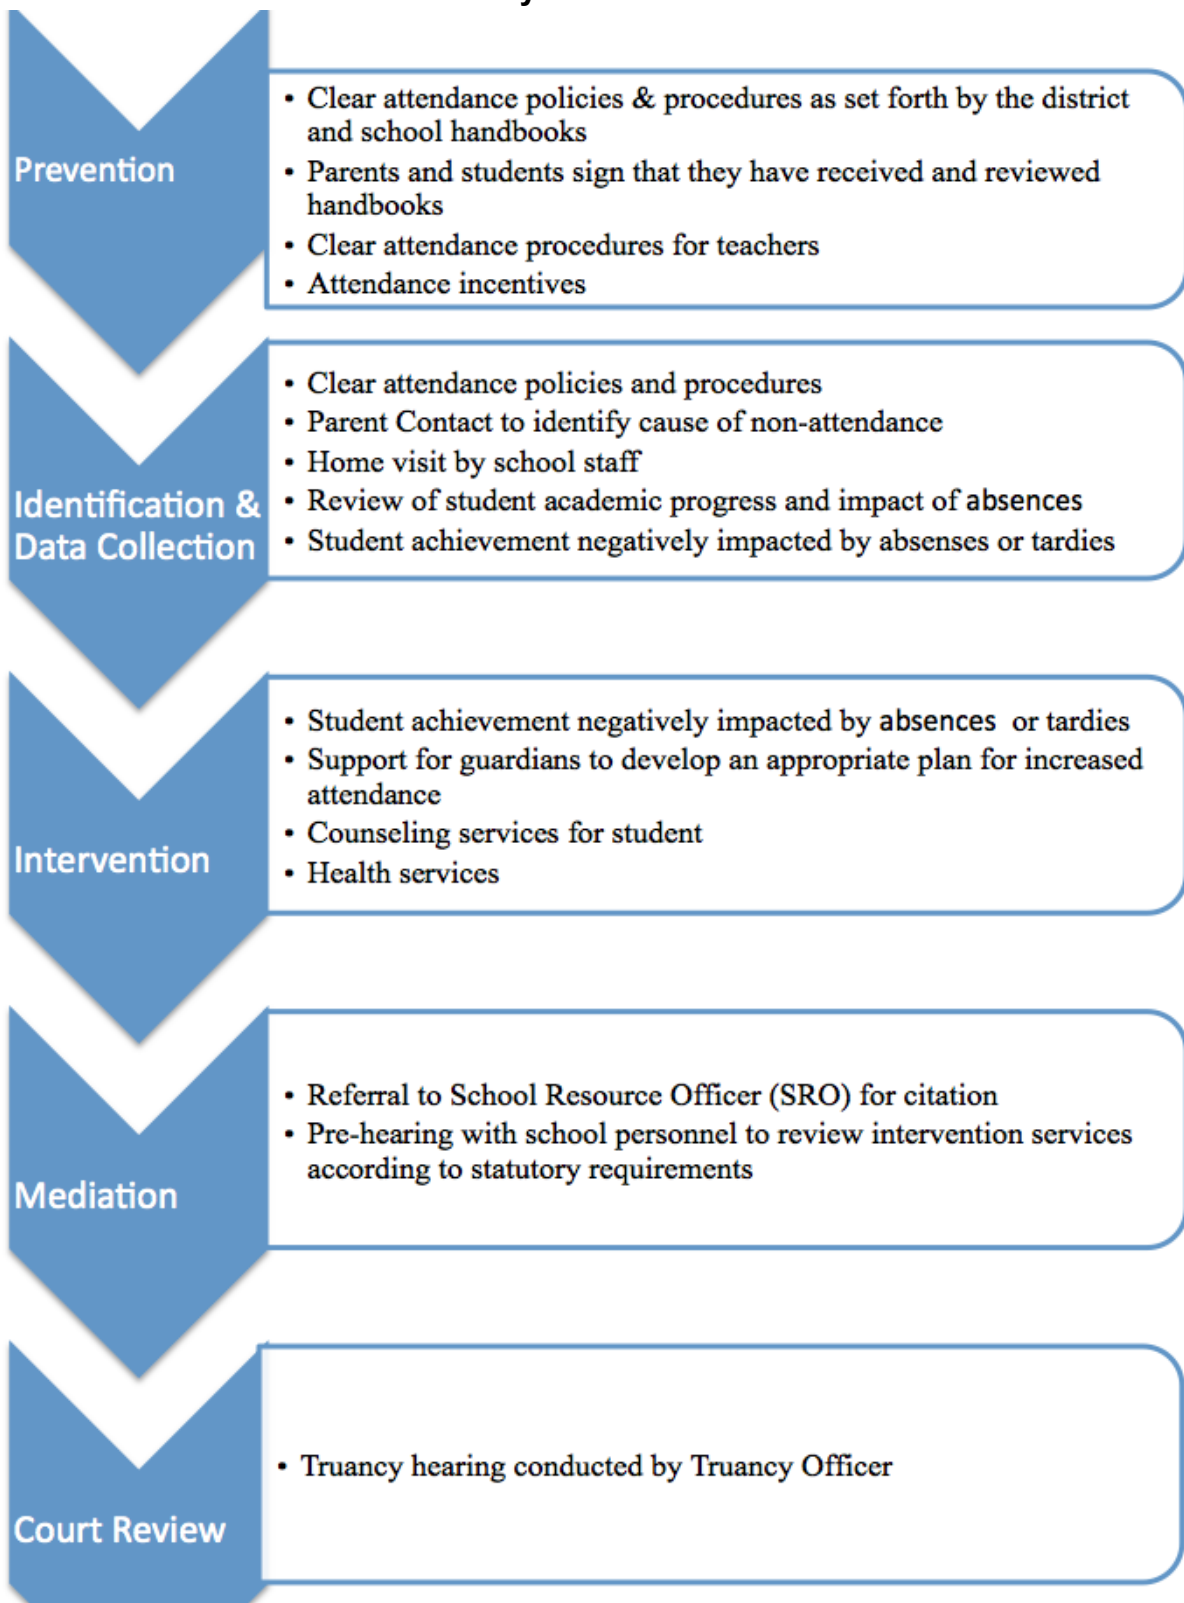 Prevention
• Clear attendance policies & procedures as set forth by the district
and school handbooks
• Parents and students sign that they have received and reviewed
handbooks
• Clear attendance procedures for teachers
• Attendance incentives
Identification &
Data Collection
• Clear attendance policies and procedures
• Parent Contact to identify cause of non-attendance
• Home visit by school staff
• Review of student academic progress and impact of absences
• Student achievement negatively impacted by absenses or tardies
Intervention
• Student achievement negatively impacted by absences or tardies
• Support for guardians to develop an appropriate plan for increased
attendance
• Counseling services for student
• Health services
Mediation
• Referral to School Resource Officer (SRO) for citation
• Pre-hearing with school personnel to review intervention services
according to statutory requirements
Court Review
• Truancy hearing conducted by Truancy Officer